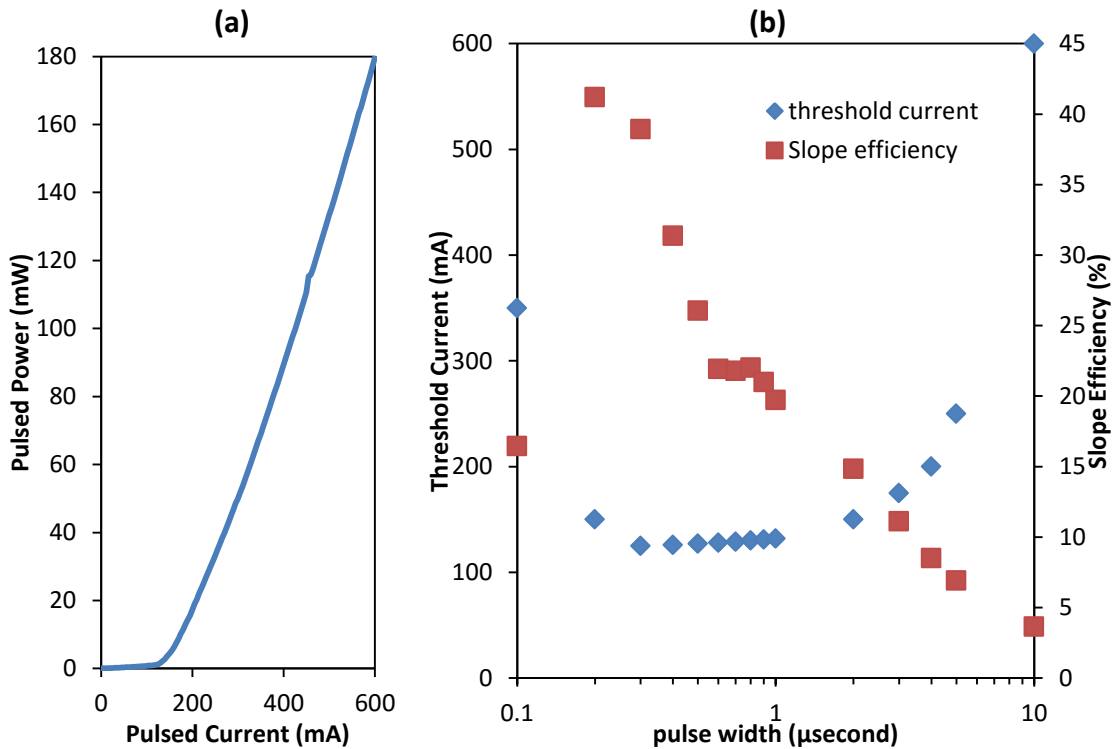 (a)
180
160
140
120
100
80
60
40
20
0
Pulsed Power (mW)
0 200 400 600
Pulsed Current (mA)
(b)
600
500
400
300
200
100
0
Threshold Current (mA)
threshold current
Slope efficiency
45
40
35
30
25
20
15
10
5
0
Slope Efficiency (%)
0.1 1 10
pulse width (µsecond)